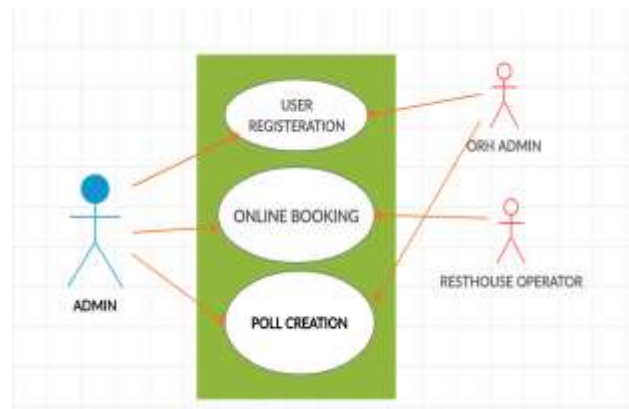 USER
REGISTERATION
ORH ADMIN
ONLINE BOOKING
RESTHOUSE OPERATOR
ADMIN
POLL CREATION